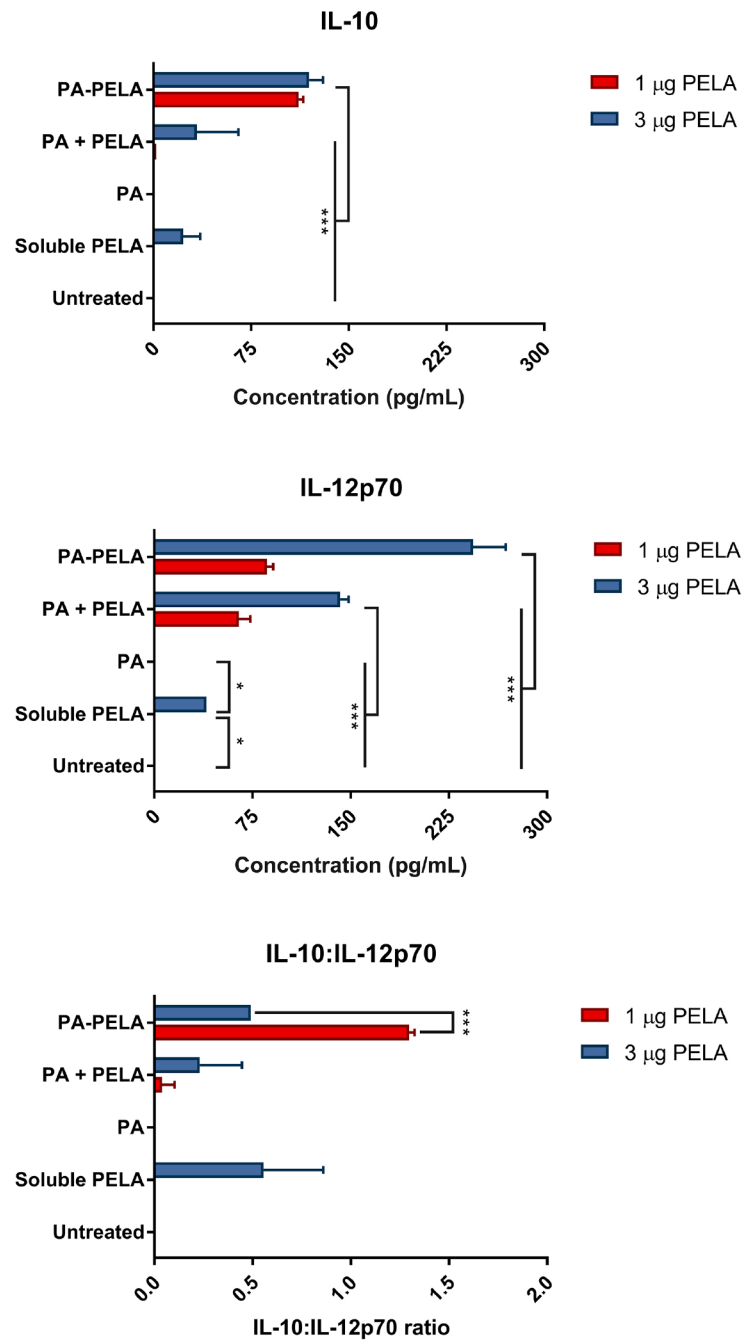 IL-10
PA-PELA
PA + PELA
PA
Soluble PELA
Untreated
***
0 75 150 225 300
Concentration (pg/mL)
1 µg PELA
3 µg PELA
IL-12p70
PA-PELA
PA + PELA
PA
Soluble PELA
Untreated
*
*
***
***
0 75 150 225 300
Concentration (pg/mL)
1 µg PELA
3 µg PELA
IL-10:IL-12p70
PA-PELA
PA + PELA
PA
Soluble PELA
Untreated
***
0.0 0.5 1.0 1.5 2.0
IL-10:IL-12p70 ratio
1 µg PELA
3 µg PELA